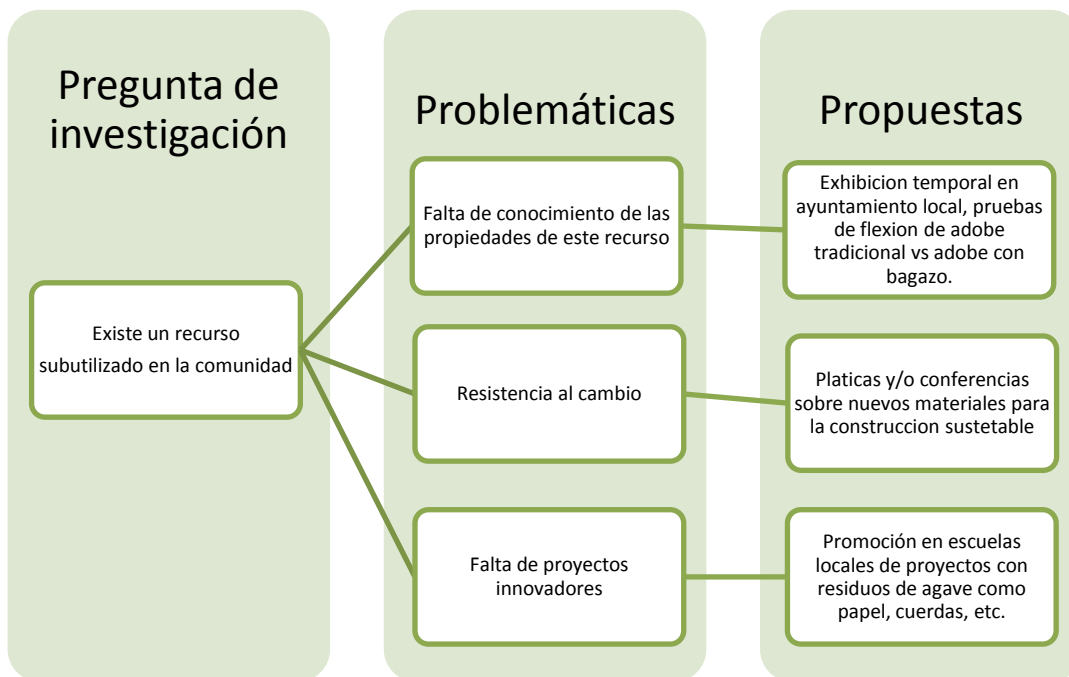 Pregunta de
investigación
Existe un recurso
subutilizado en la comunidad
Problemáticas
Falta de conocimiento de las
propiedades de este recurso
Resistencia al cambio
Falta de proyectos
innovadores
Propuestas
Exhibicion temporal en
ayuntamiento local, pruebas
de flexion de adobe
tradicional vs adobe con
bagazo.
Platicas y/o conferencias
sobre nuevos materiales para
la construccion sustetable
Promoción en escuelas
locales de proyectos con
residuos de agave como
papel, cuerdas, etc.